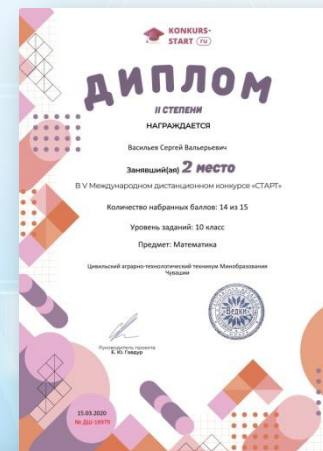 KONKURS-
START RU
ДИПЛОМ
II СТЕПЕНИ
НАГРАЖДАЕТСЯ
Васильев Сергей Вальерьевич
Занявший(ая) 2 место
В V Международном дистанционном конкурсе «СТАРТ»
Количество набранных баллов: 14 из 15
Уровень заданий: 10 класс
Предмет: Математика
Цивильский аграрно-технологический техникум Минобразования
Чувашии
Руководитель проекта
Е. Ю. Гавдур
15.03.2020